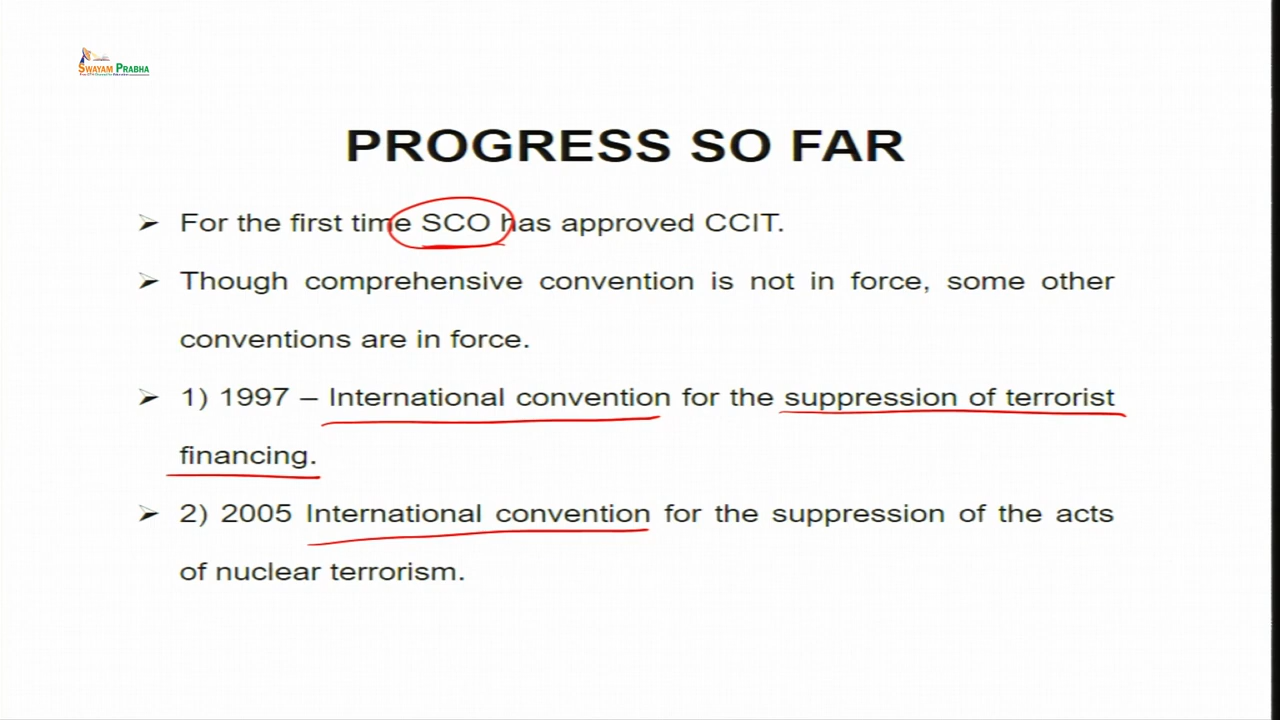 SWAYAM PRABHA
PROGRESS SO FAR
➢ For the first time SCO has approved CCIT.
➢ Though comprehensive convention is not in force, some other
conventions are in force.
➢ 1) 1997 – International convention for the suppression of terrorist
financing.
➢ 2) 2005 International convention for the suppression of the acts
of nuclear terrorism.